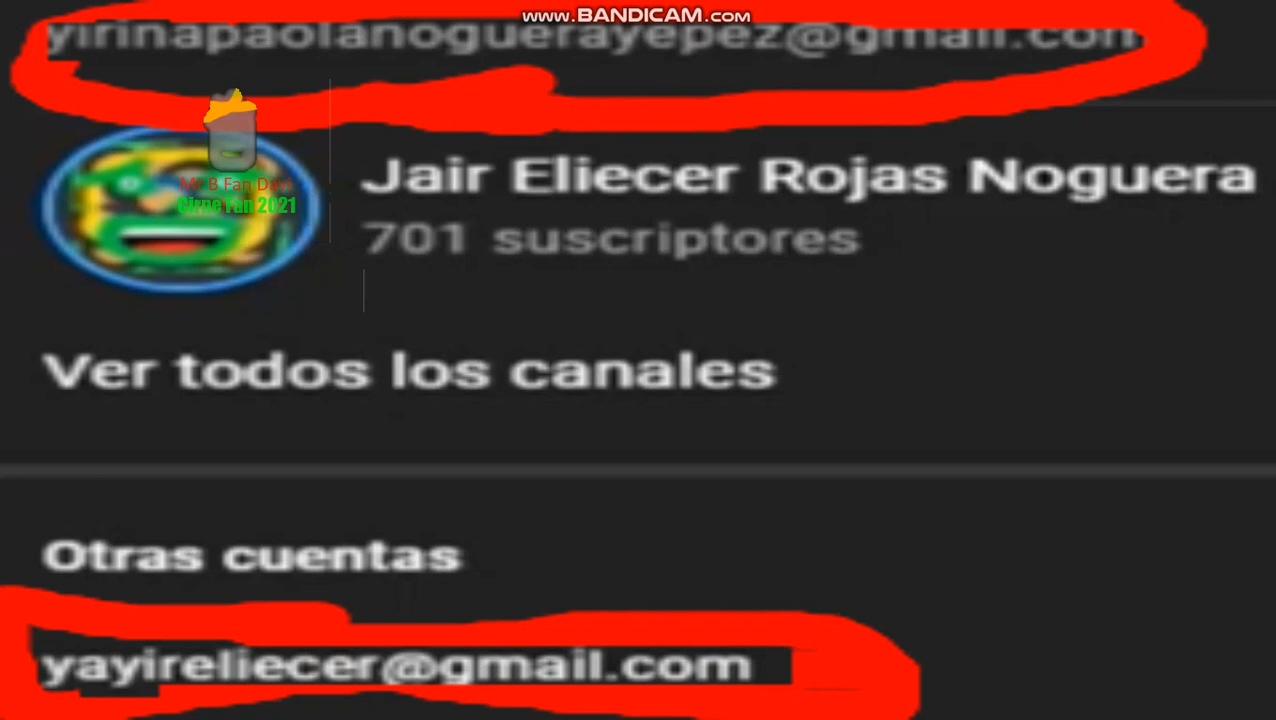 www.BANDICAM.com
yirinapaolanoguerayepez@gmail.com
Mr B Fan Davi
Cirne Fan 2021
Jair Eliecer Rojas Noguera
701 suscriptores
Ver todos los canales
Otras cuentas
yayireliecer@gmail.com